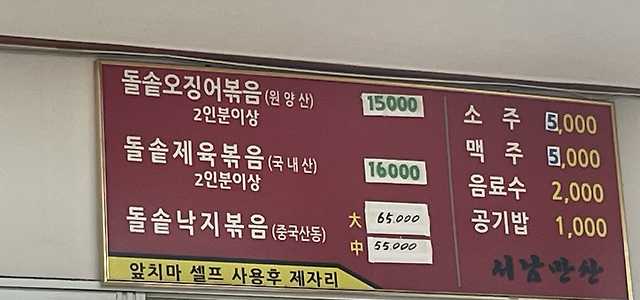 돌솥오징어볶음(원양산) 15000
2인분이상
돌솥제육볶음(국내산) 16000
2인분이상
돌솥낙지볶음(중국산등) 大 65.000
中 55.000
앞치마 셀프 사용후 제자리
소 주 5,000
맥 주 5,000
음료수 2,000
공기밥 1,000
서남만산